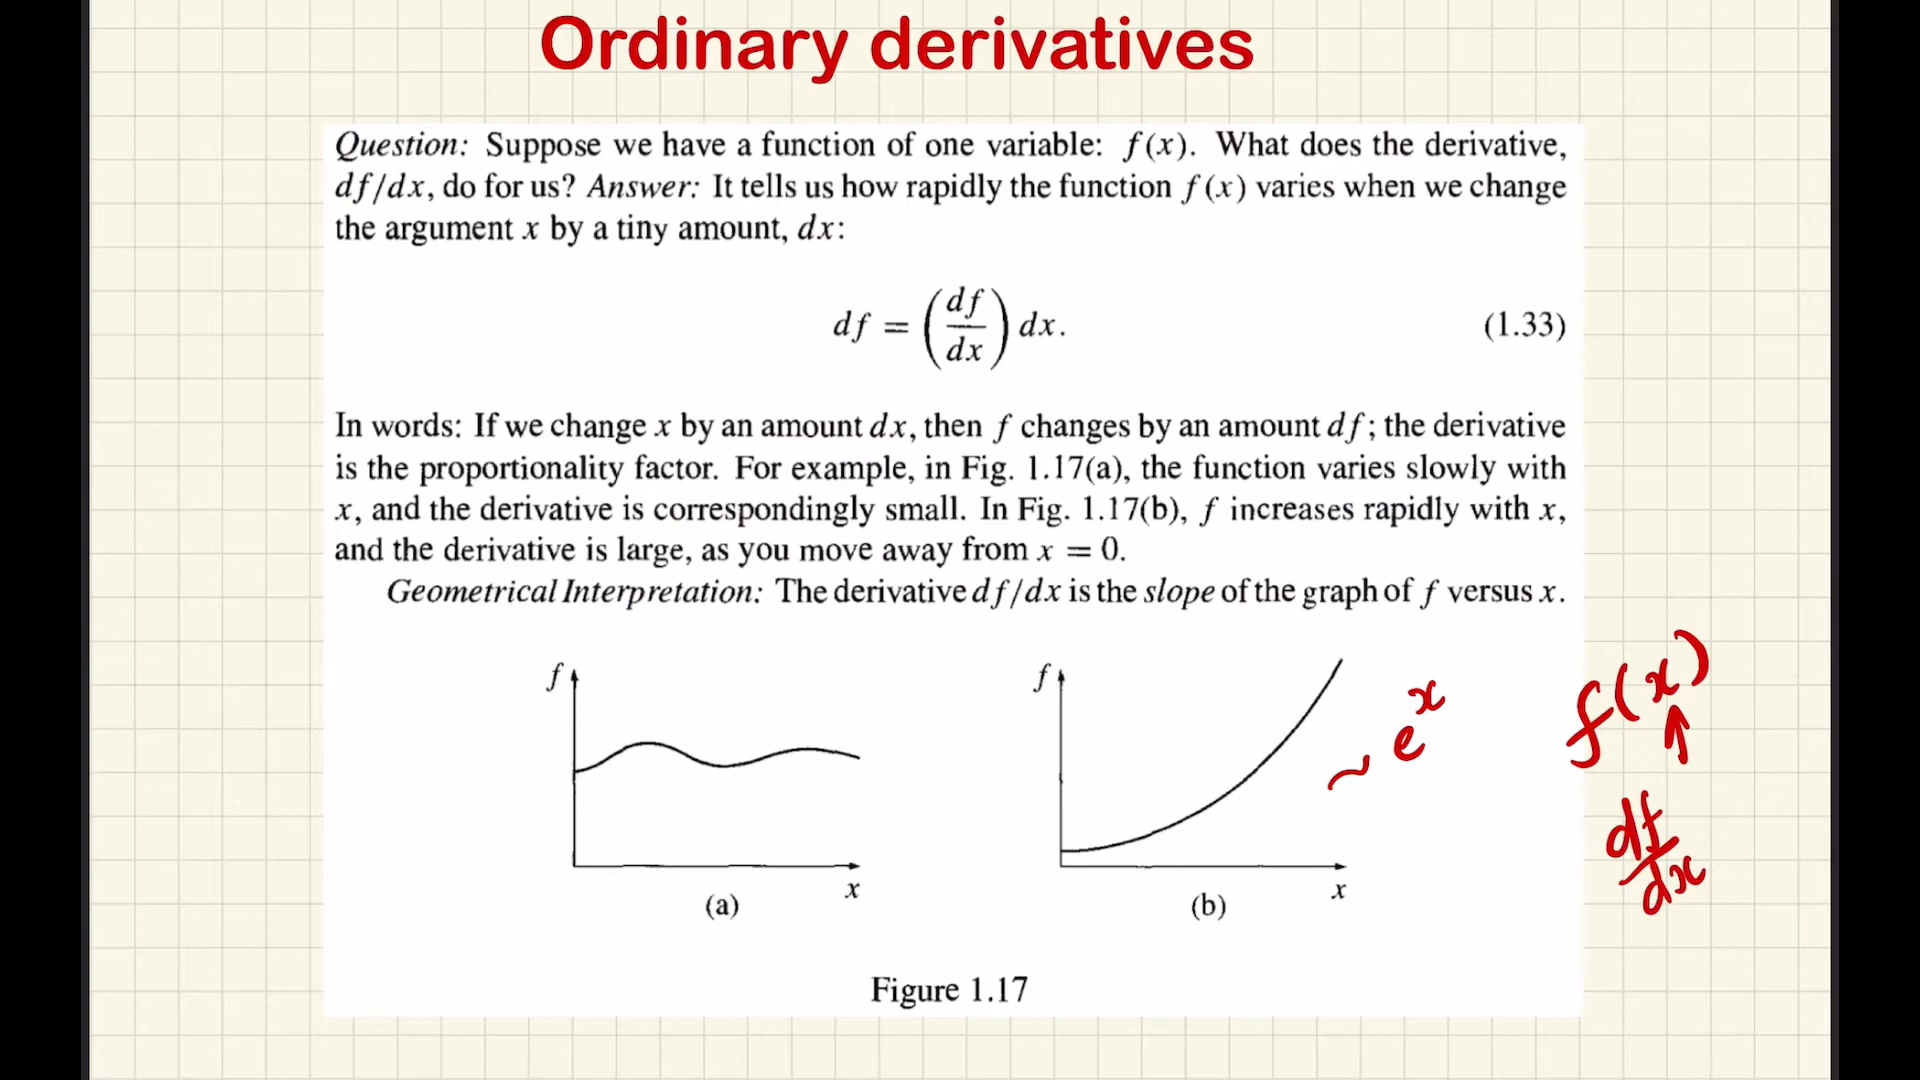 Ordinary derivatives
Question: Suppose we have a function of one variable: f(x). What does the derivative,
df/dx, do for us? Answer: It tells us how rapidly the function f(x) varies when we change
the argument x by a tiny amount, dx:
df = (df/dx) dx. (1.33)
In words: If we change x by an amount dx, then f changes by an amount df; the derivative
is the proportionality factor. For example, in Fig. 1.17(a), the function varies slowly with
x, and the derivative is correspondingly small. In Fig. 1.17(b), f increases rapidly with x,
and the derivative is large, as you move away from x = 0.
Geometrical Interpretation: The derivative df/dx is the slope of the graph of f versus x.
f
x
(a)
f
x
(b)
~ e^x
f(x)
↑
df/dx
Figure 1.17